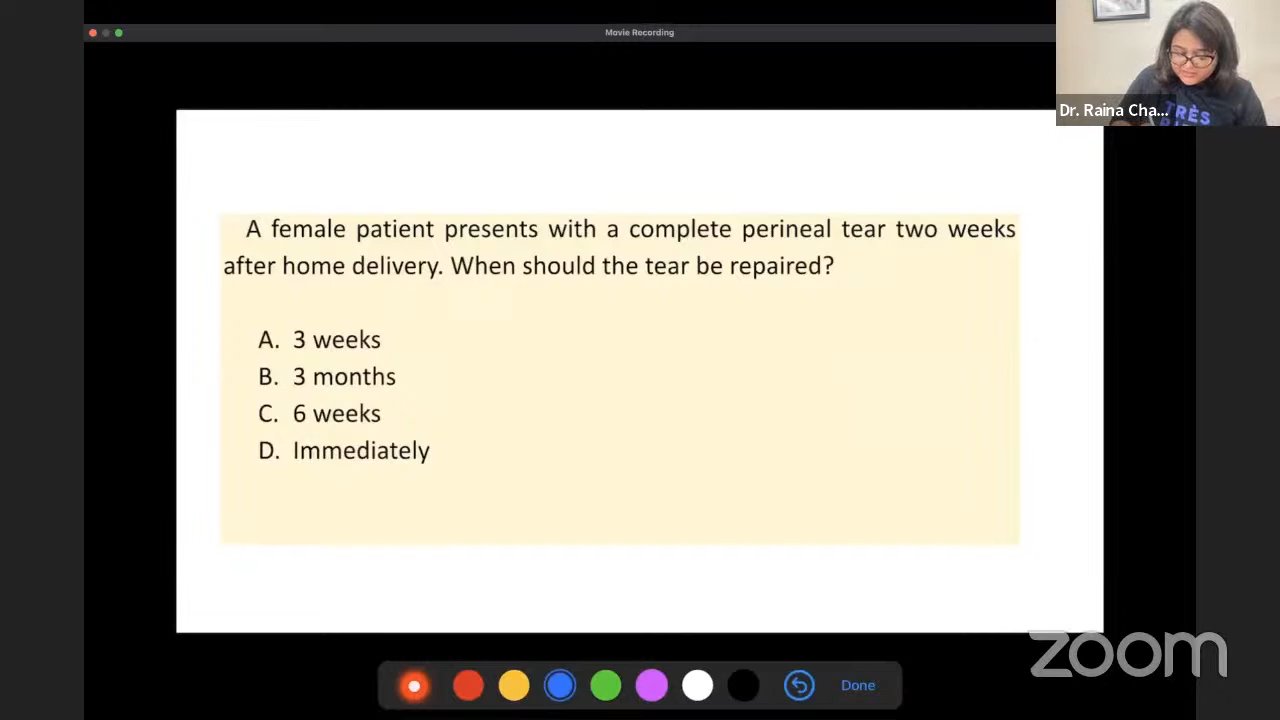 Movie Recording
Dr. Raina Cha...
TRÈS
A female patient presents with a complete perineal tear two weeks
after home delivery. When should the tear be repaired?
A. 3 weeks
B. 3 months
C. 6 weeks
D. Immediately
zoom
Done